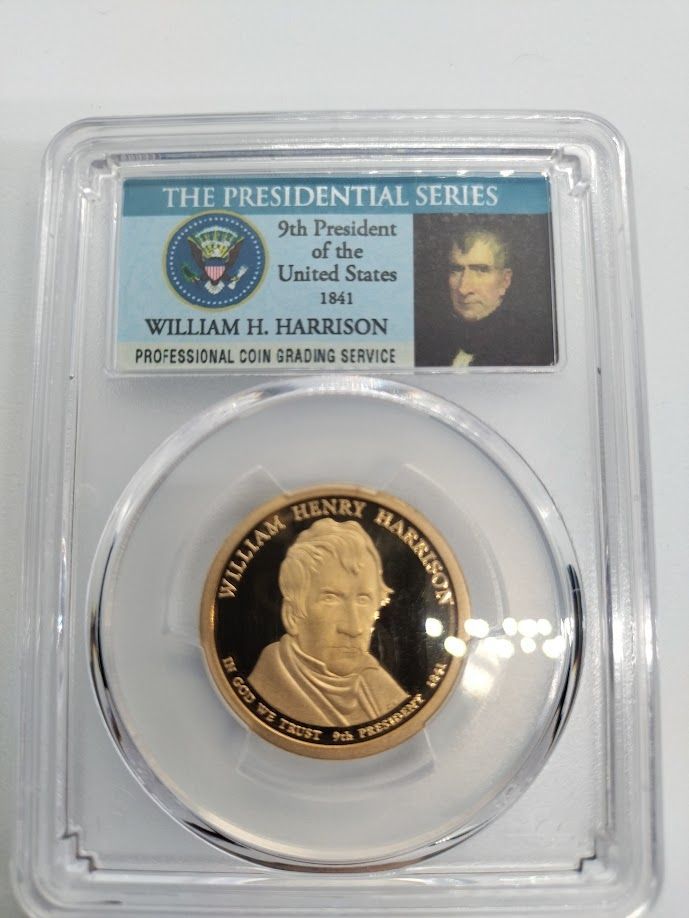 THE PRESIDENTIAL SERIES
9th President
of the
United States
1841
WILLIAM H. HARRISON
PROFESSIONAL COIN GRADING SERVICE
WILLIAM HENRY HARRISON
IN GOD WE TRUST 9th PRESIDENT 1841